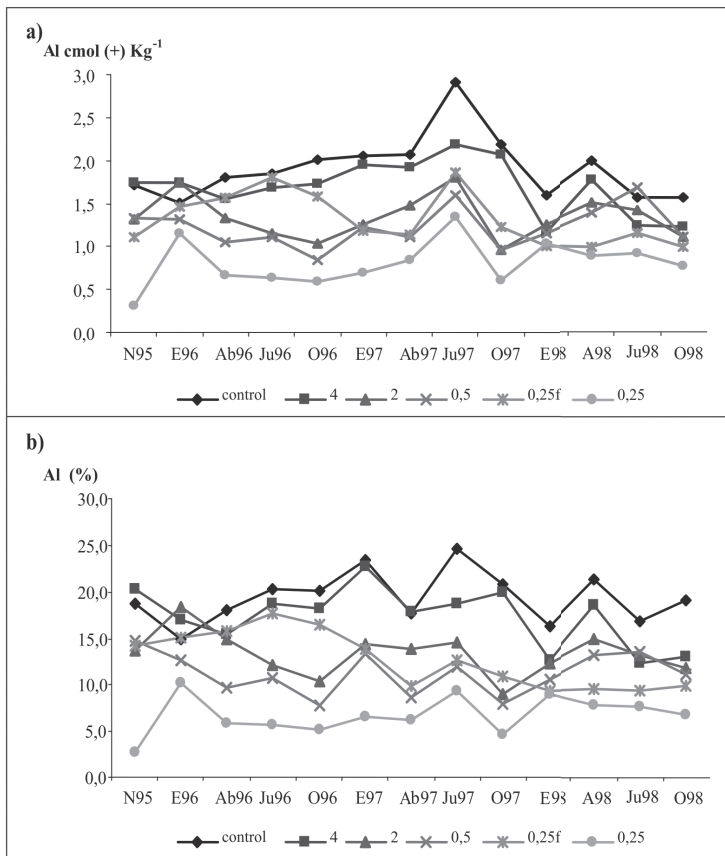 a)
Al cmol (+) Kg-1
3,0
2,5
2,0
1,5
1,0
0,5
0,0
N95 E96 Ab96 Ju96 O96 E97 Ab97 Ju97 O97 E98 A98 Ju98 O98
control 4 2 0,5 0,25f 0,25
b)
Al (%)
30,0
25,0
20,0
15,0
10,0
5,0
0,0
N95 E96 Ab96 Ju96 O96 E97 Ab97 Ju97 O97 E98 A98 Ju98 O98
control 4 2 0,5 0,25f 0,25